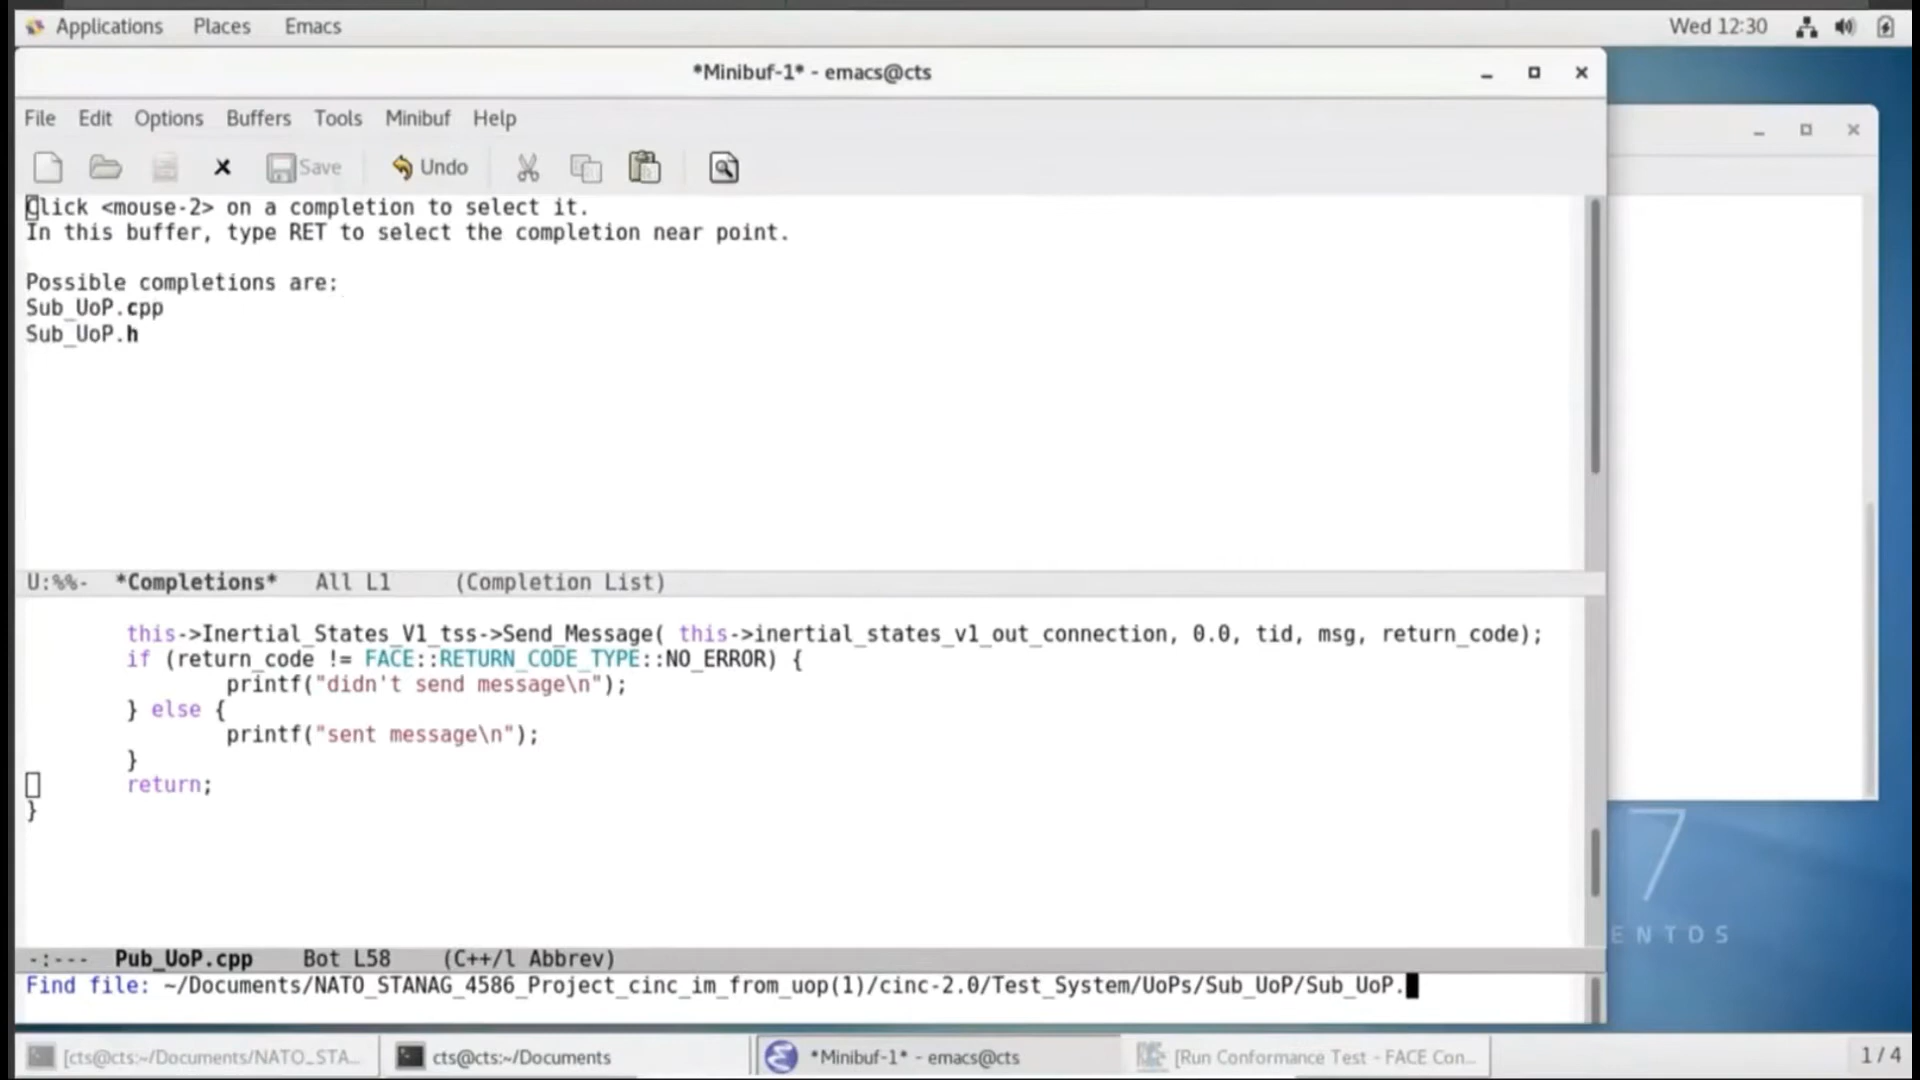 Applications Places Emacs Wed 12:30
*Minibuf-1* - emacs@cts
File Edit Options Buffers Tools Minibuf Help
Save Undo
Click <mouse-2> on a completion to select it.
In this buffer, type RET to select the completion near point.
Possible completions are:
Sub_UoP.cpp
Sub_UoP.h
U:%%- *Completions* All L1 (Completion List)
this->Inertial_States_V1_tss->Send_Message( this->inertial_states_v1_out_connection, 0.0, tid, msg, return_code);
if (return_code != FACE::RETURN_CODE_TYPE::NO_ERROR) {
printf("didn't send message\n");
} else {
printf("sent message\n");
}
return;
}
7
ENTOS
-:--- Pub_UoP.cpp Bot L58 (C++/l Abbrev)
Find file: ~/Documents/NATO_STANAG_4586_Project_cinc_im_from_uop(1)/cinc-2.0/Test_System/UoPs/Sub_UoP/Sub_UoP.
[cts@cts:~/Documents/NATO_STA... cts@cts:~/Documents *Minibuf-1* - emacs@cts [Run Conformance Test - FACE Con... 1 / 4